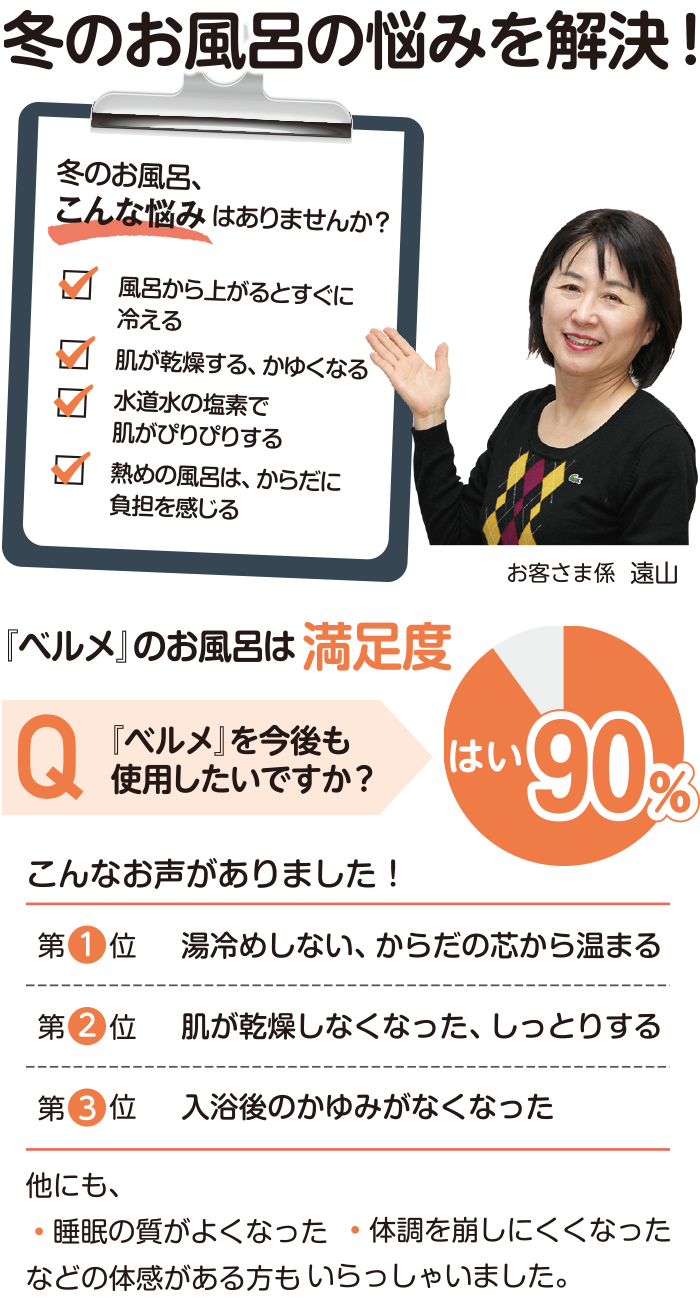 冬のお風呂の悩みを解決！
冬のお風呂、
こんな悩みはありませんか？
風呂から上がるとすぐに
冷える
肌が乾燥する、かゆくなる
水道水の塩素で
肌がぴりぴりする
熱めの風呂は、からだに
負担を感じる
お客さま係 遠山
『ベルメ』のお風呂は満足度
Q 『ベルメ』を今後も
使用したいですか？
はい90%
こんなお声がありました！
第1位 湯冷めしない、からだの芯から温まる
第2位 肌が乾燥しなくなった、しっとりする
第3位 入浴後のかゆみがなくなった
他にも、
・睡眠の質がよくなった ・体調を崩しにくくなった
などの体感がある方もいらっしゃいました。